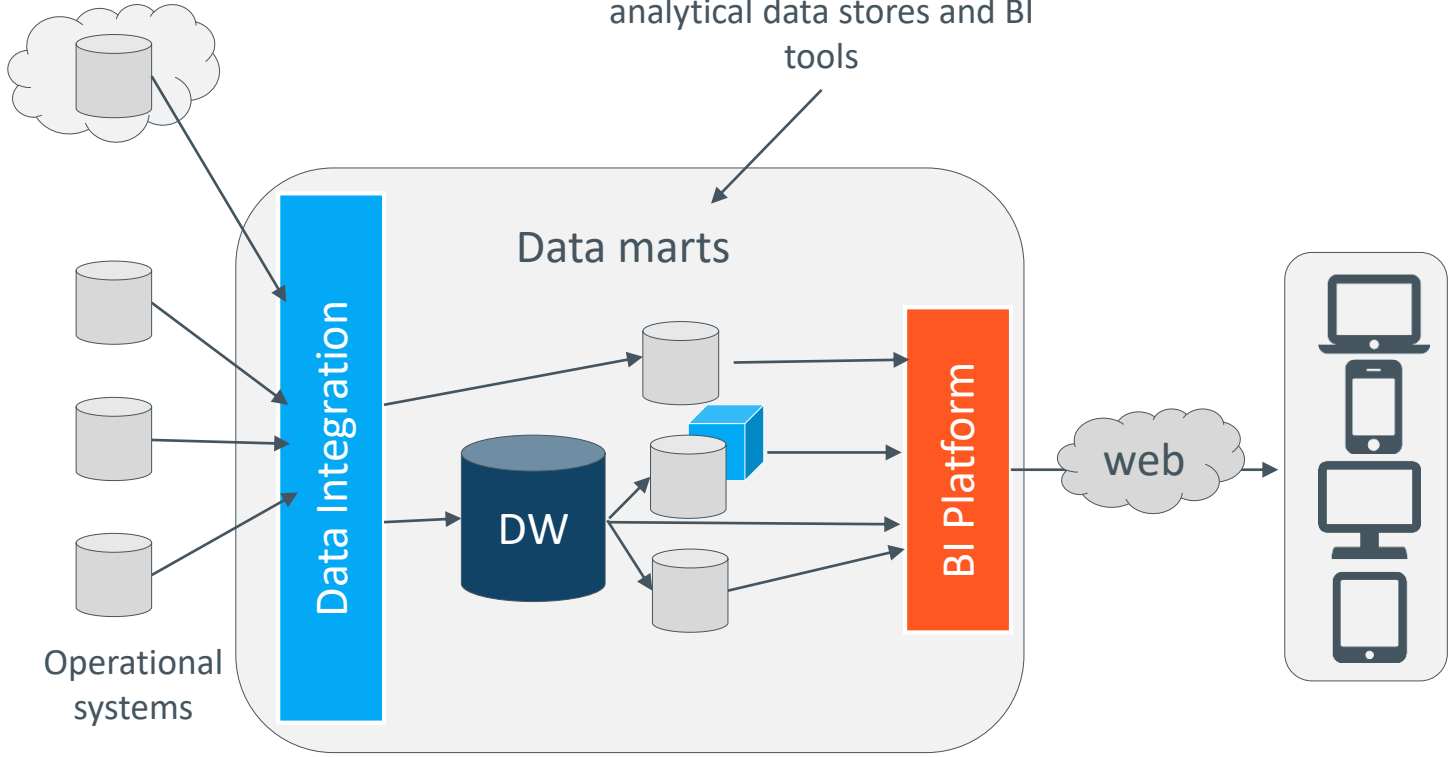 analytical data stores and BI
tools
Data marts
Data Integration
DW
BI Platform
web
Operational
systems